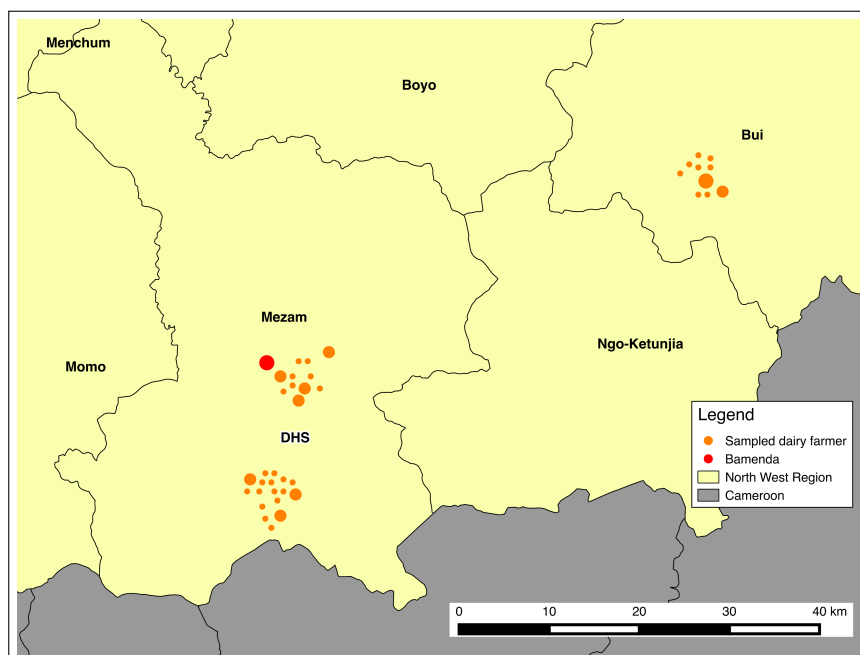 Menchum
Boyo
Bui
Mezam
Ngo-Ketunjia
Momo
DHS
Legend
Sampled dairy farmer
Bamenda
North West Region
Cameroon
0 10 20 30 40 km